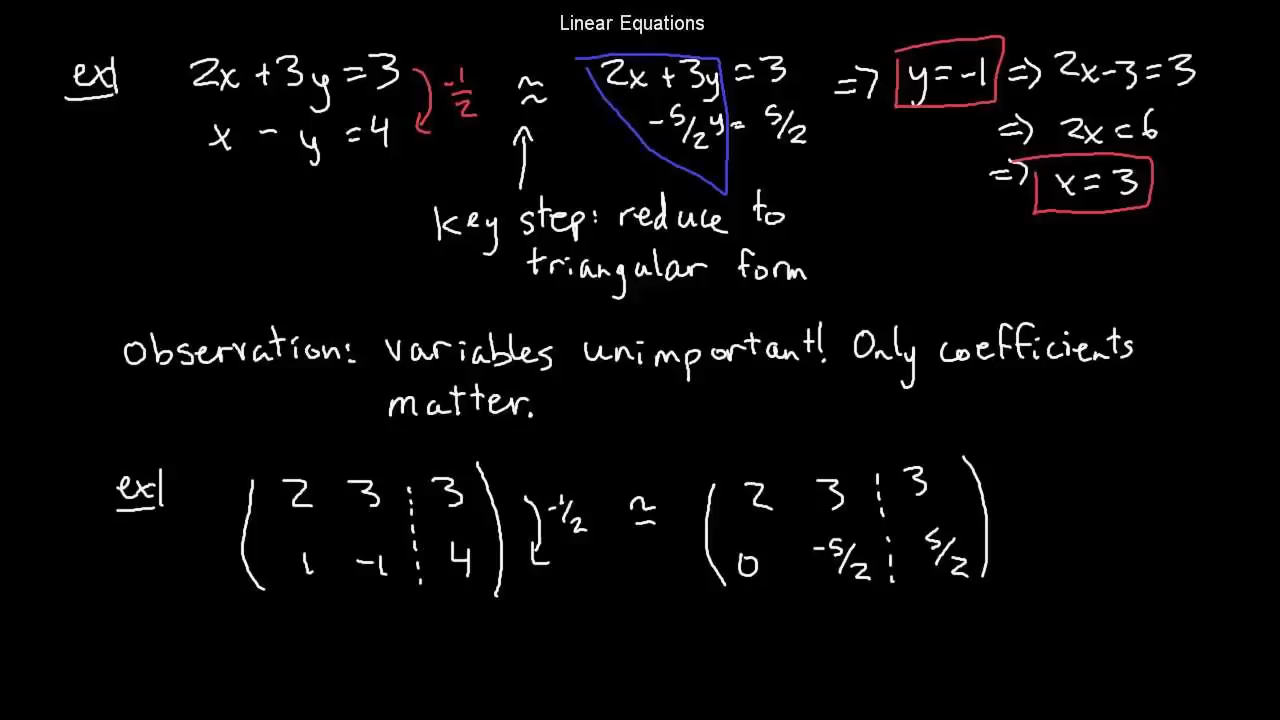 Linear Equations
ex| 2x + 3y = 3 -1/2 ≈ 2x + 3y = 3 => y = -1 => 2x - 3 = 3
x - y = 4 -5/2 y = 5/2 => 2x = 6
=> x = 3
Key step: reduce to
triangular form
Observation: variables unimportant! Only coefficients
matter.
ex| ( 2 3 ¦ 3 ) -1/2 ≅ ( 2 3 ¦ 3 )
( 1 -1 ¦ 4 ) ( 0 -5/2 ¦ 5/2 )